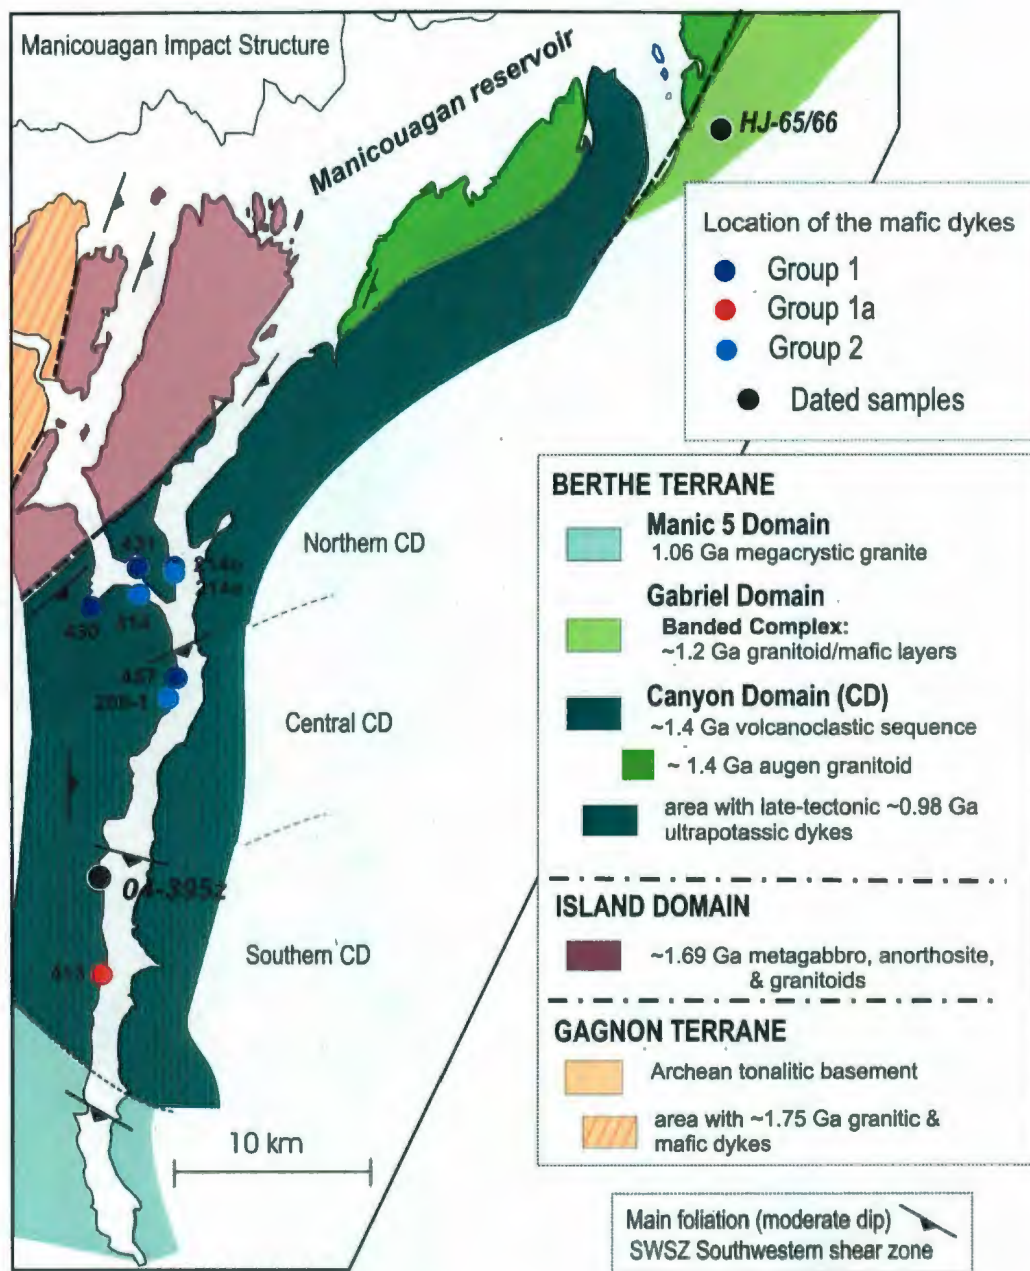 Manicouagan Impact Structure
Manicouagan reservoir
HJ-65/66
Location of the mafic dykes
Group 1
Group 1a
Group 2
Dated samples
431
214a
430
Northern CD
Central CD
04-395z
Southern CD
10 km
BERTHE TERRANE
Manic 5 Domain
1.06 Ga megacrystic granite
Gabriel Domain
Banded Complex:
~1.2 Ga granitoid/mafic layers
Canyon Domain (CD)
~1.4 Ga volcanoclastic sequence
~ 1.4 Ga augen granitoid
area with late-tectonic ~0.98 Ga
ultrapotassic dykes
ISLAND DOMAIN
~1.69 Ga metagabbro, anorthosite,
& granitoids
GAGNON TERRANE
Archean tonalitic basement
area with ~1.75 Ga granitic &
mafic dykes
Main foliation (moderate dip)
SWSZ Southwestern shear zone